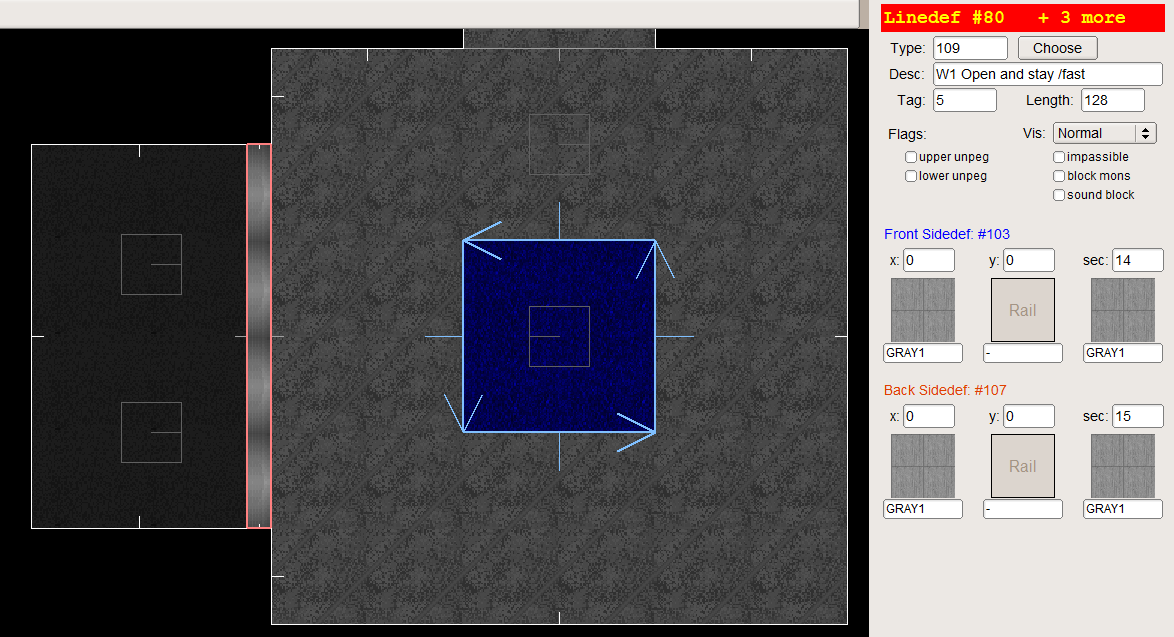 Linedef #80 + 3 more
Type: 109 Choose
Desc: W1 Open and stay /fast
Tag: 5 Length: 128
Flags: Vis: Normal
upper unpeg impassible
lower unpeg block mons
sound block
Front Sidedef: #103
x: 0 y: 0 sec: 14
Rail
GRAY1 - GRAY1
Back Sidedef: #107
x: 0 y: 0 sec: 15
Rail
GRAY1 - GRAY1